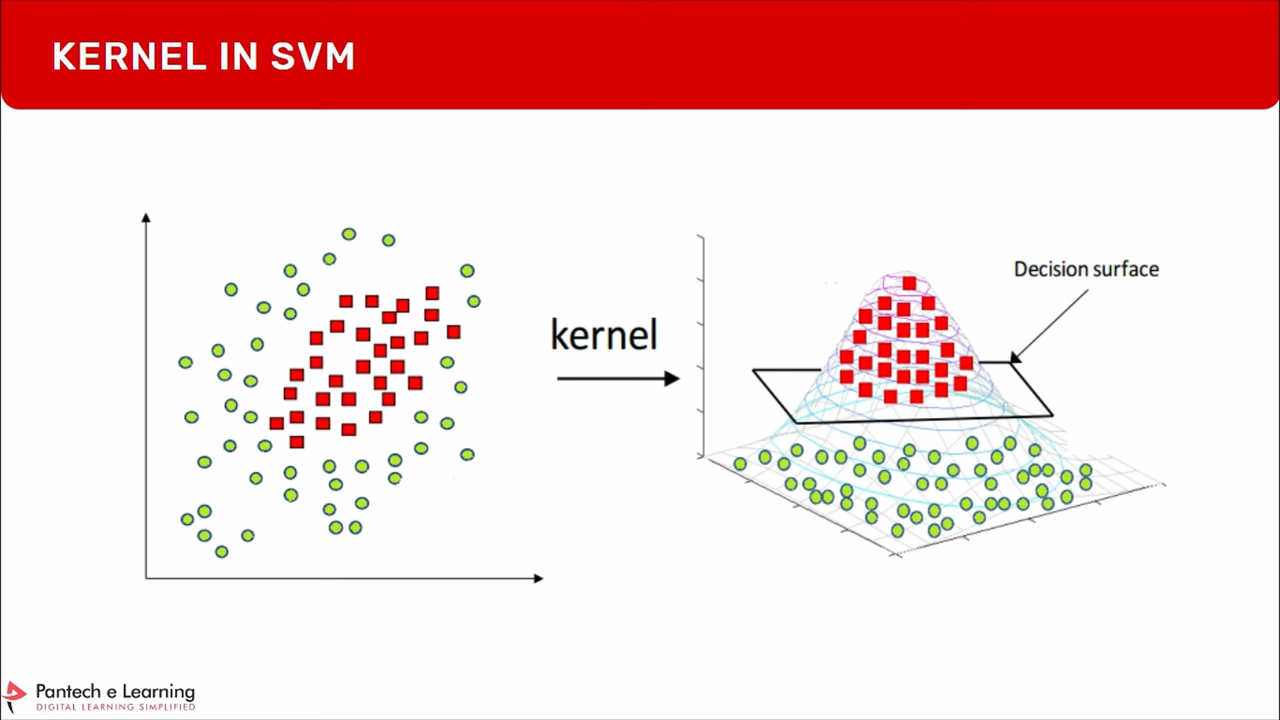 KERNEL IN SVM
kernel
Decision surface
Pantech e Learning
DIGITAL LEARNING SIMPLIFIED